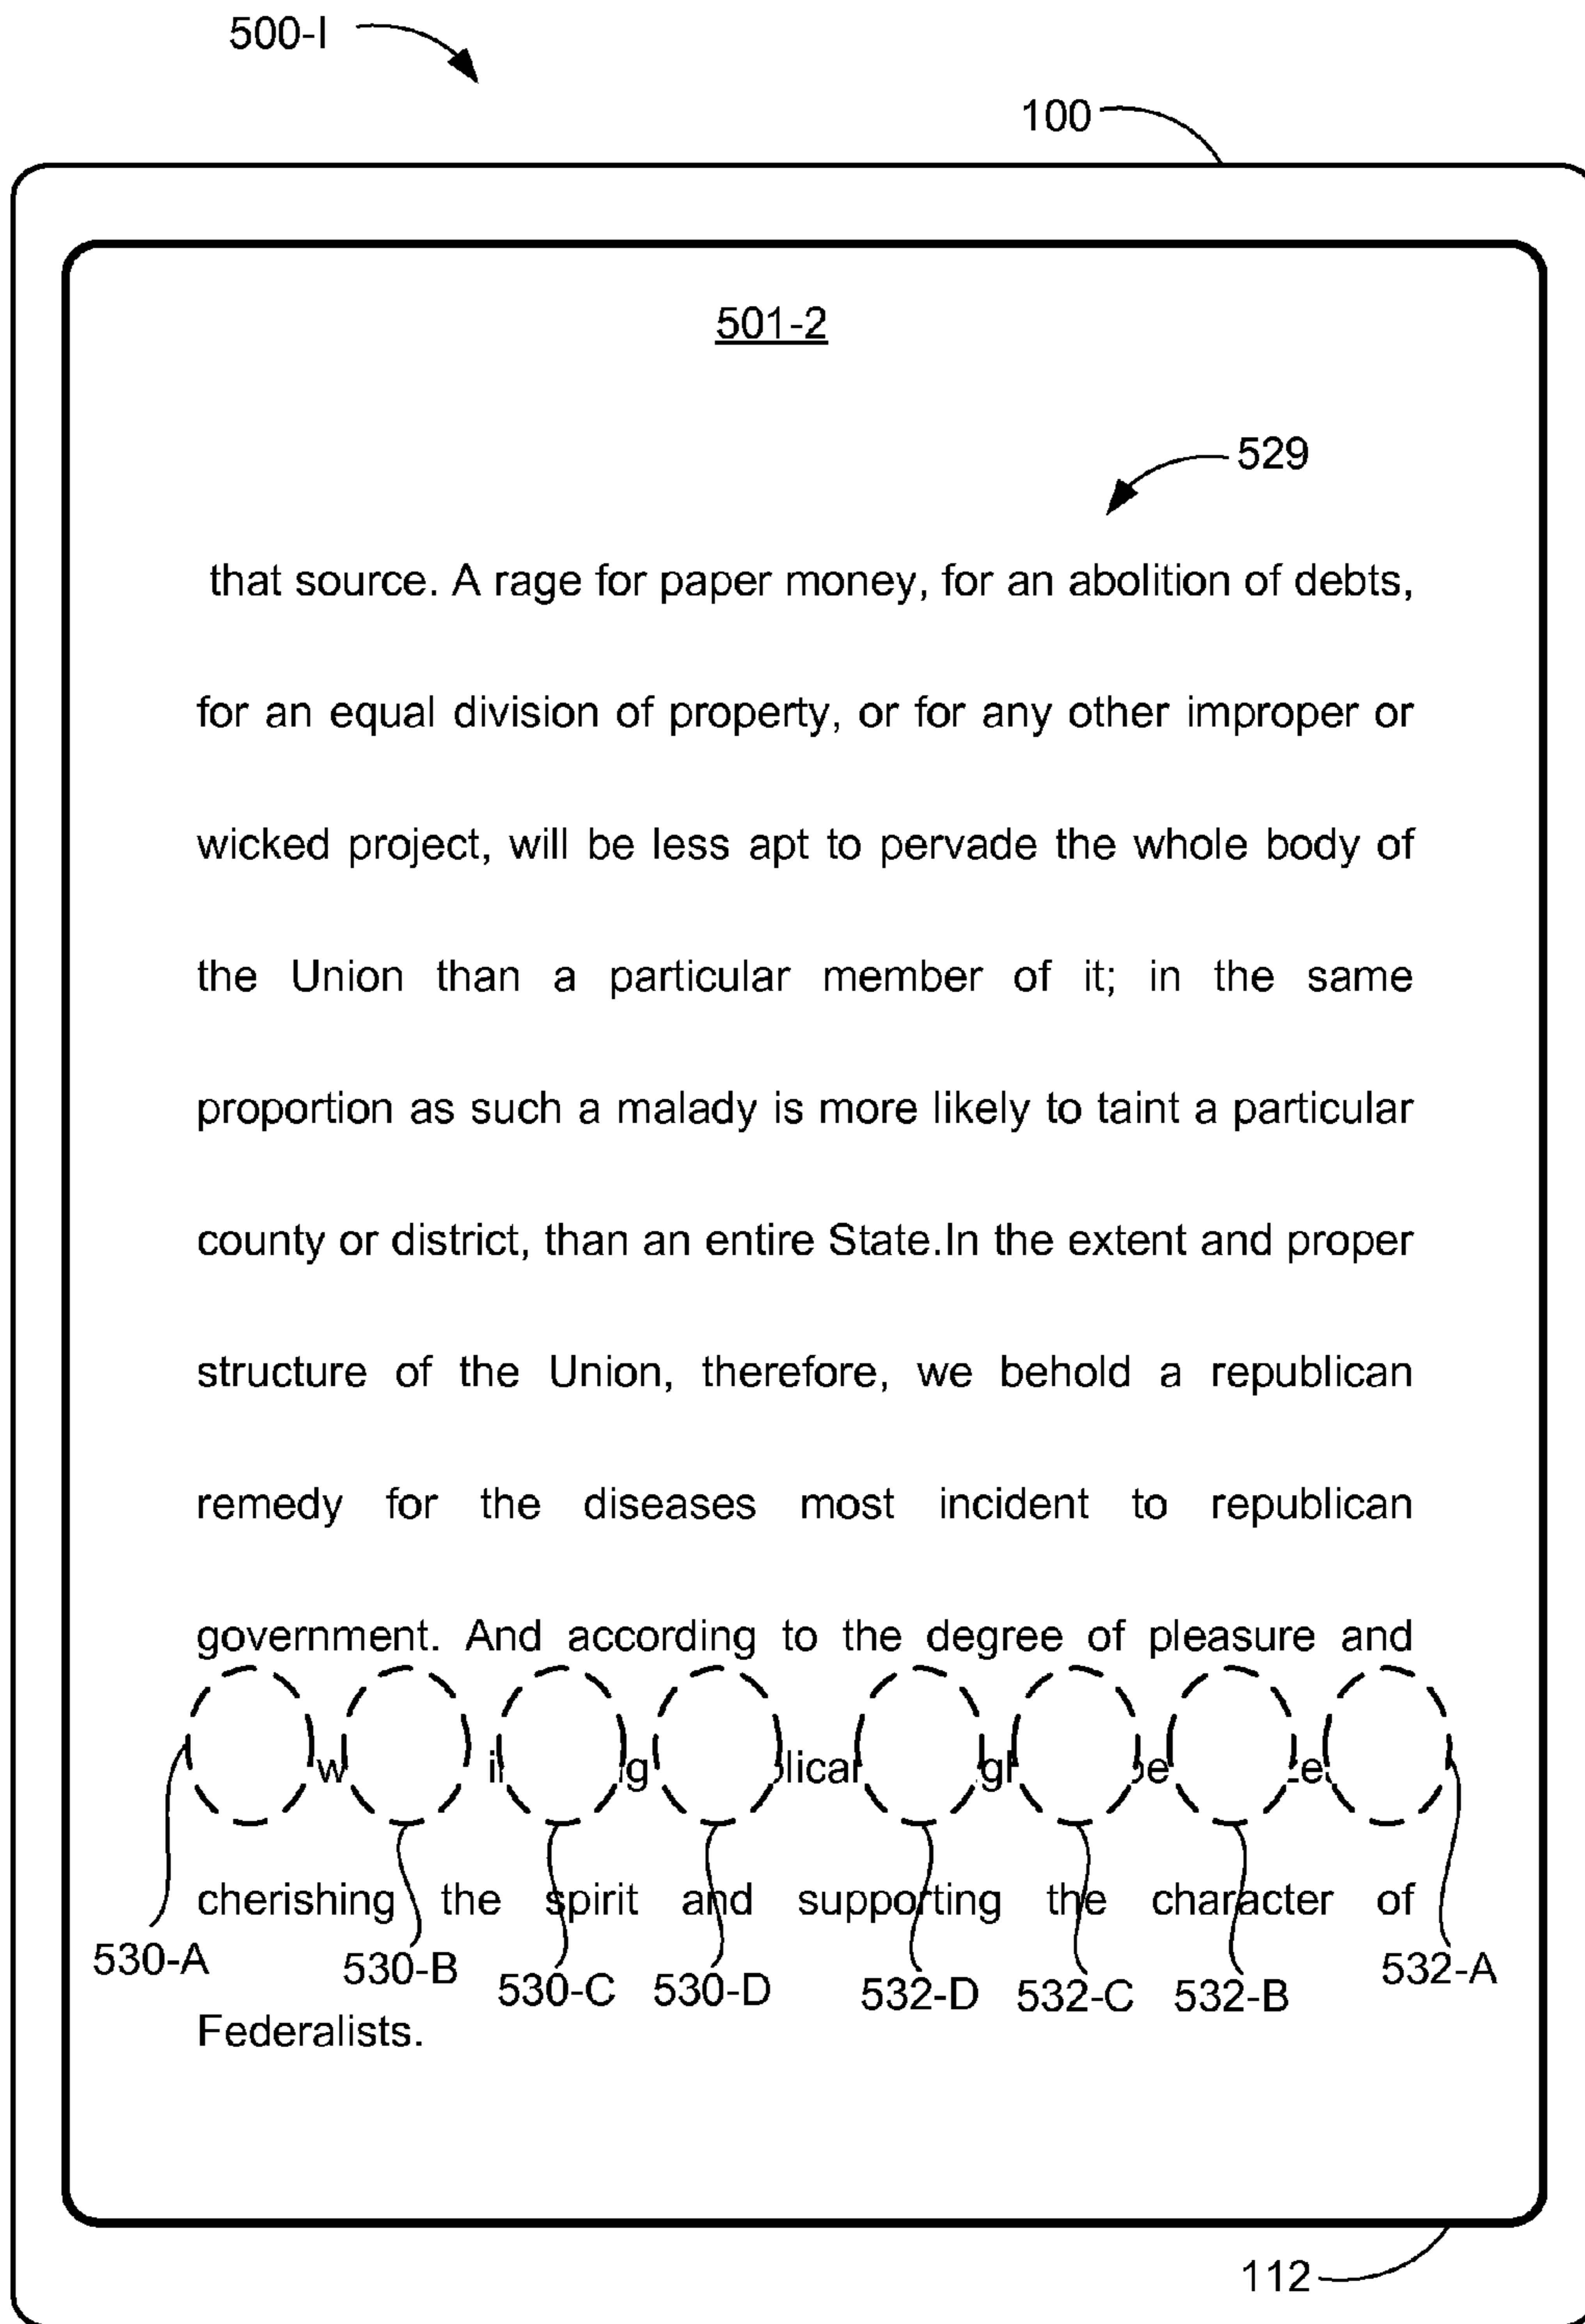 500-I
100
501-2
529
that source. A rage for paper money, for an abolition of debts,
for an equal division of property, or for any other improper or
wicked project, will be less apt to pervade the whole body of
the Union than a particular member of it; in the same
proportion as such a malady is more likely to taint a particular
county or district, than an entire State.In the extent and proper
structure of the Union, therefore, we behold a republican
remedy for the diseases most incident to republican
government. And according to the degree of pleasure and
cherishing the spirit and supporting the character of
530-A 530-B 530-C 530-D 532-D 532-C 532-B 532-A
Federalists.
112